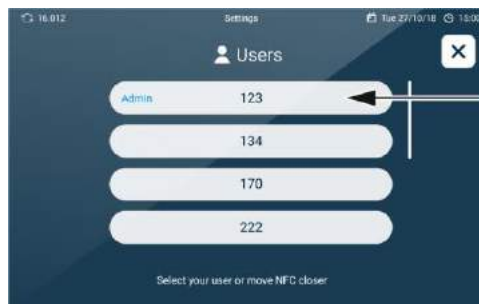 16.012 Settings Tue 27/10/18 15:00
Users
Admin 123
134
170
222
Select your user or move NFC closer